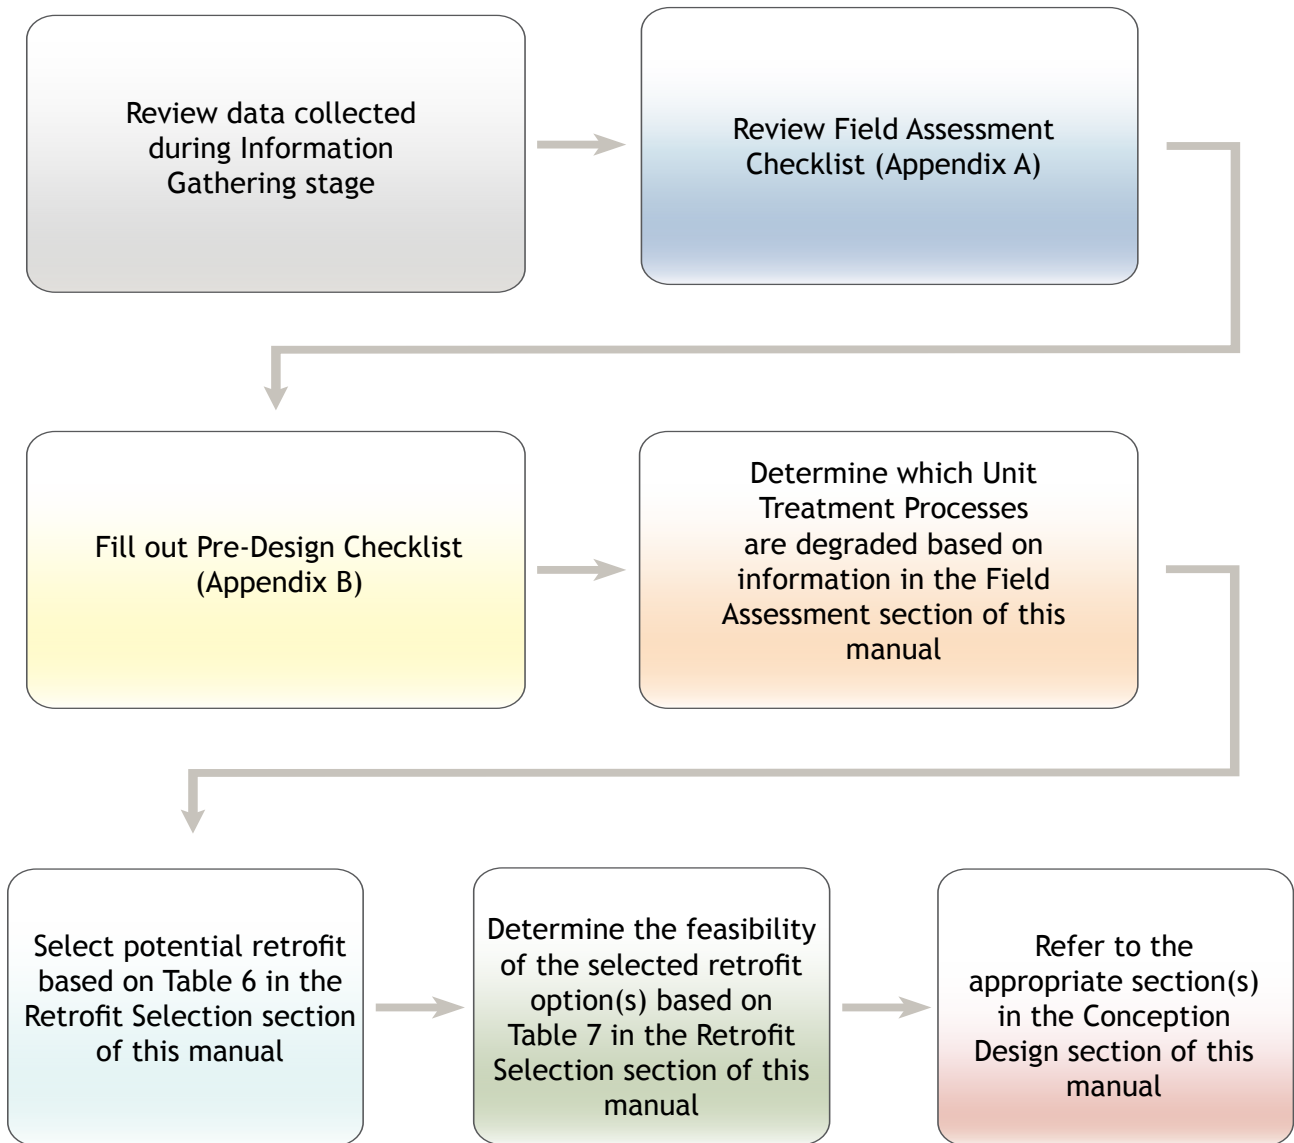 Review data collected
during Information
Gathering stage
Review Field Assessment
Checklist (Appendix A)
Fill out Pre-Design Checklist
(Appendix B)
Determine which Unit
Treatment Processes
are degraded based on
information in the Field
Assessment section of this
manual
Select potential retrofit
based on Table 6 in the
Retrofit Selection section
of this manual
Determine the feasibility
of the selected retrofit
option(s) based on
Table 7 in the Retrofit
Selection section of this
manual
Refer to the
appropriate section(s)
in the Conception
Design section of this
manual